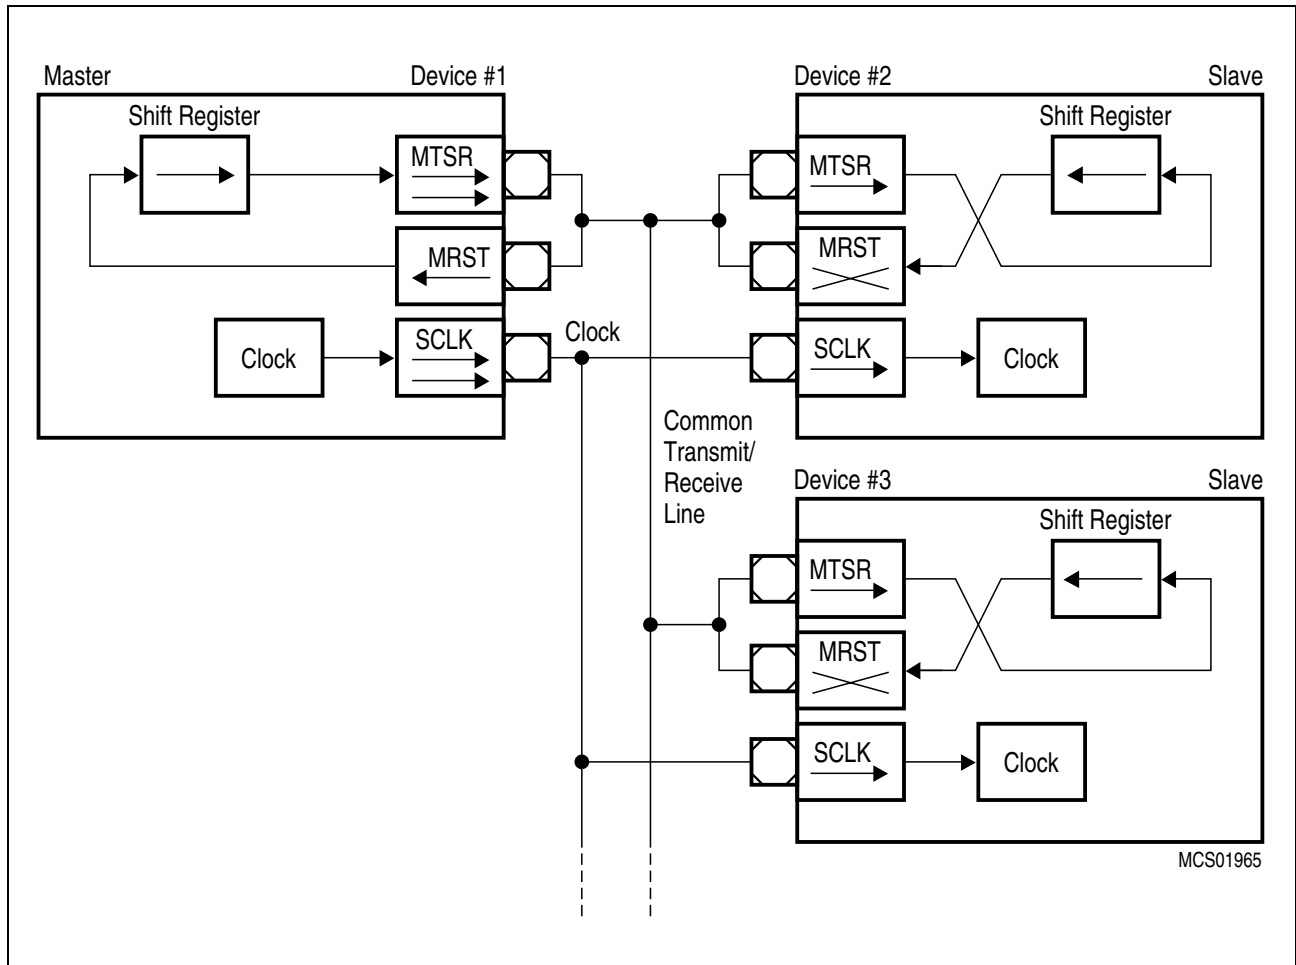 Master
Device #1
Shift Register
MTSR
MRST
Clock
SCLK
Clock
Common
Transmit/
Receive
Line
Device #2
Slave
MTSR
Shift Register
MRST
SCLK
Clock
Device #3
Slave
MTSR
Shift Register
MRST
SCLK
Clock
MCS01965